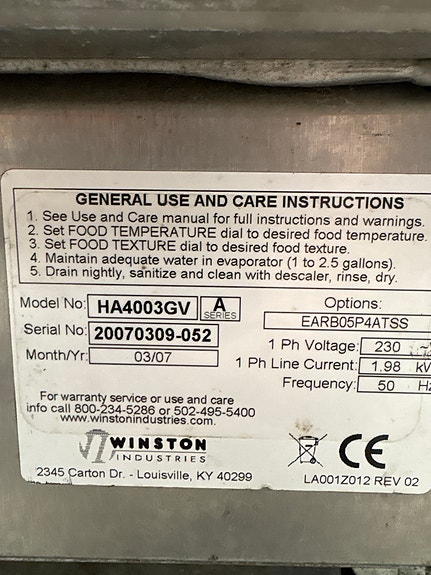 GENERAL USE AND CARE INSTRUCTIONS
1. See Use and Care manual for full instructions and warnings.
2. Set FOOD TEMPERATURE dial to desired food temperature.
3. Set FOOD TEXTURE dial to desired food texture.
4. Maintain adequate water in evaporator (1 to 2.5 gallons).
5. Drain nightly, sanitize and clean with descaler, rinse, dry.
Model No: HA4003GV A SERIES
Serial No: 20070309-052
Month/Yr: 03/07
Options:
EARB05P4ATSS
1 Ph Voltage: 230
1 Ph Line Current: 1.98 kW
Frequency: 50 Hz
For warranty service or use and care
info call 800-234-5286 or 502-495-5400
www.winstonindustries.com
WINSTON
INDUSTRIES
2345 Carton Dr. - Louisville, KY 40299
CE
LA001Z012 REV 02